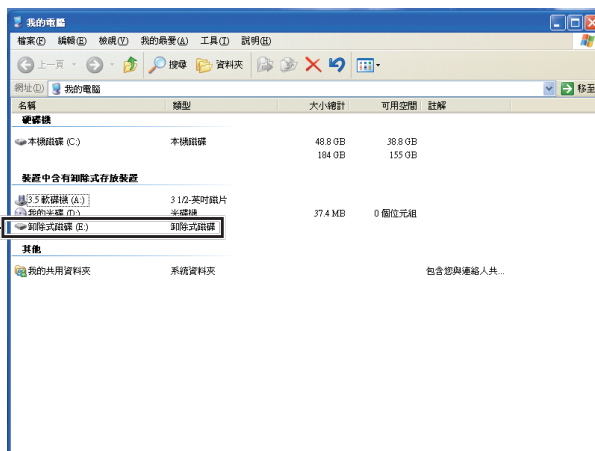 我的電腦
檔案(F) 編輯(E) 檢視(V) 我的最愛(A) 工具(T) 說明(H)
上一頁 搜尋 資料夾
網址(D) 我的電腦 移至
名稱 類型 大小總計 可用空間 註解
硬碟機
本機磁碟 (C:) 本機磁碟 48.8 GB 38.8 GB
184 GB 155 GB
裝置中含有卸除式存放裝置
3.5 軟碟機 (A:) 3 1/2-英吋磁片
我的光碟 (D:) 光碟機 37.4 MB 0 個位元組
卸除式磁碟 (E:) 卸除式磁碟
其他
我的共用資料夾 系統資料夾 包含您與連絡人共...